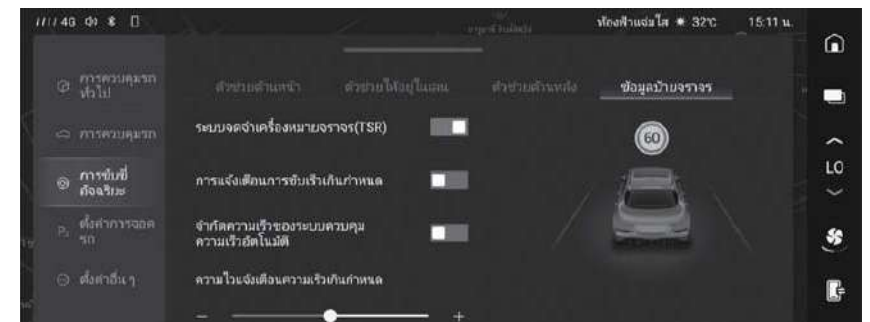 4G
ท้องฟ้าแจ่มใส 32°C 15:11 น.
การควบคุมรถ
ทั่วไป
การควบคุมรถ
การขับขี่
อัจฉริยะ
ตั้งค่าการจอด
รถ
ตั้งค่าอื่น ๆ
ตัวช่วยด้านหน้า ตัวช่วยให้อยู่ในเลน ตัวช่วยด้านหลัง ข้อมูลป้ายจราจร
ระบบจดจำเครื่องหมายจราจร(TSR)
การแจ้งเตือนการขับเร็วเกินกำหนด
จำกัดความเร็วของระบบควบคุม
ความเร็วอัตโนมัติ
ความไวแจ้งเตือนความเร็วเกินกำหนด
− +
60
LO